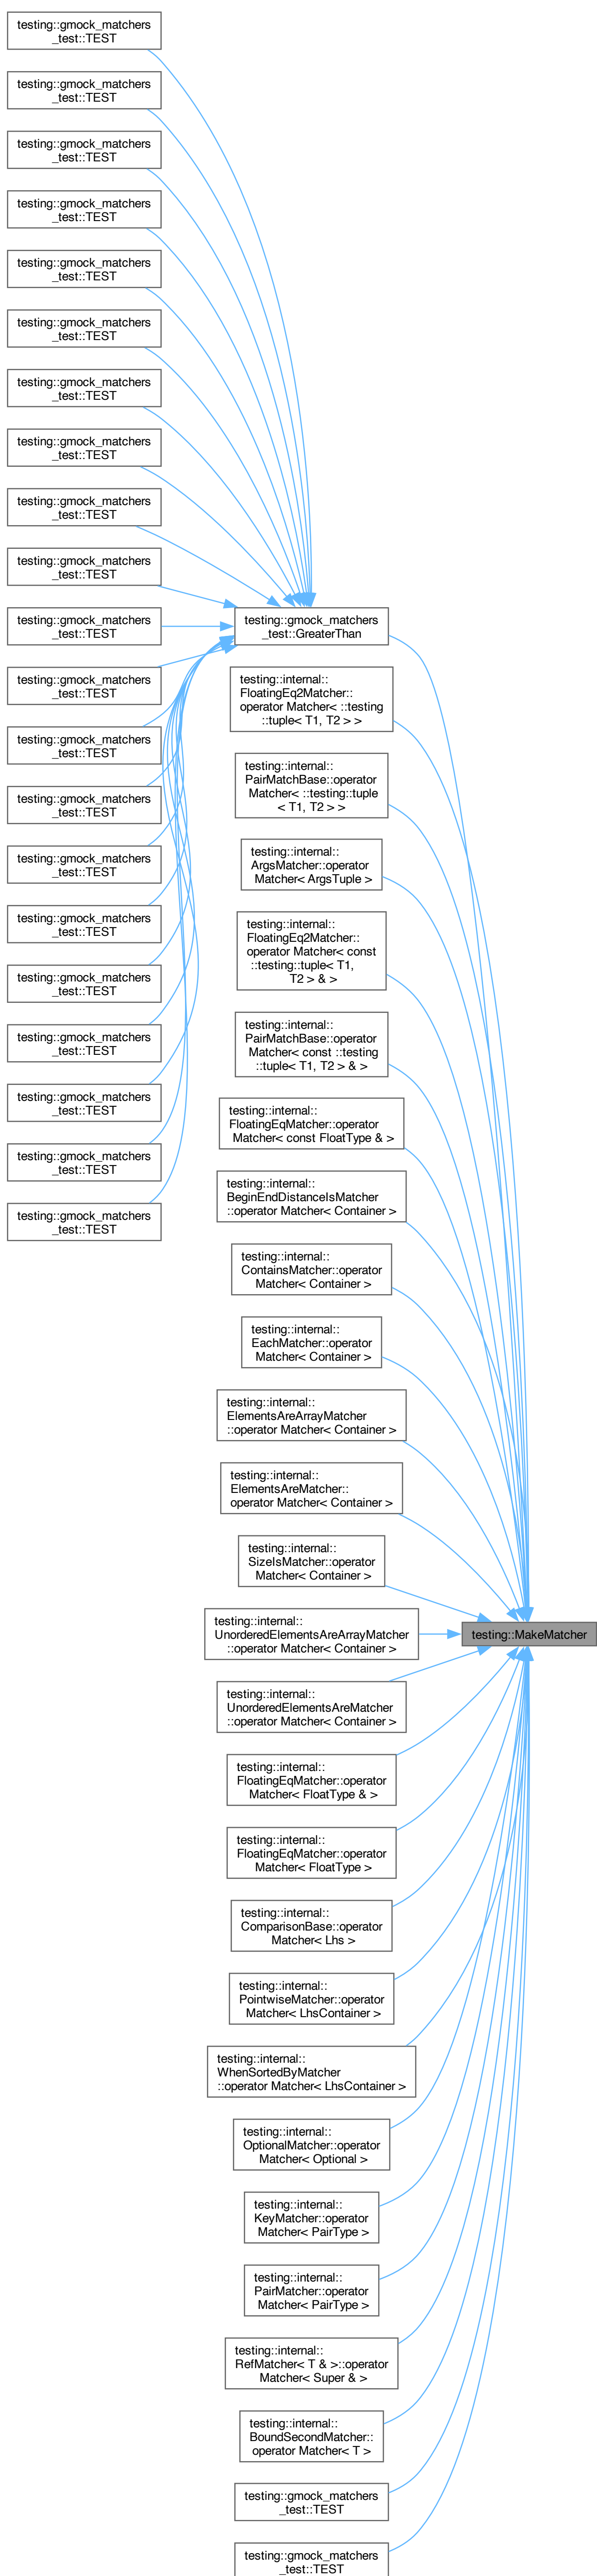 testing::gmock_matchers
_test::TEST
testing::gmock_matchers
_test::TEST
testing::gmock_matchers
_test::TEST
testing::gmock_matchers
_test::TEST
testing::gmock_matchers
_test::TEST
testing::gmock_matchers
_test::TEST
testing::gmock_matchers
_test::TEST
testing::gmock_matchers
_test::TEST
testing::gmock_matchers
_test::TEST
testing::gmock_matchers
_test::TEST
testing::gmock_matchers
_test::TEST
testing::gmock_matchers
_test::TEST
testing::gmock_matchers
_test::TEST
testing::gmock_matchers
_test::TEST
testing::gmock_matchers
_test::TEST
testing::gmock_matchers
_test::TEST
testing::gmock_matchers
_test::TEST
testing::gmock_matchers
_test::TEST
testing::gmock_matchers
_test::TEST
testing::gmock_matchers
_test::TEST
testing::gmock_matchers
_test::TEST
testing::gmock_matchers
_test::GreaterThan
testing::internal::
FloatingEq2Matcher::
operator Matcher< ::testing
::tuple< T1, T2 > >
testing::internal::
PairMatchBase::operator
Matcher< ::testing::tuple
< T1, T2 > >
testing::internal::
ArgsMatcher::operator
Matcher< ArgsTuple >
testing::internal::
FloatingEq2Matcher::
operator Matcher< const
::testing::tuple< T1,
T2 > & >
testing::internal::
PairMatchBase::operator
Matcher< const ::testing
::tuple< T1, T2 > & >
testing::internal::
FloatingEqMatcher::operator
Matcher< const FloatType & >
testing::internal::
BeginEndDistanceIsMatcher
::operator Matcher< Container >
testing::internal::
ContainsMatcher::operator
Matcher< Container >
testing::internal::
EachMatcher::operator
Matcher< Container >
testing::internal::
ElementsAreArrayMatcher
::operator Matcher< Container >
testing::internal::
ElementsAreMatcher::
operator Matcher< Container >
testing::internal::
SizeIsMatcher::operator
Matcher< Container >
testing::internal::
UnorderedElementsAreArrayMatcher
::operator Matcher< Container >
testing::internal::
UnorderedElementsAreMatcher
::operator Matcher< Container >
testing::internal::
FloatingEqMatcher::operator
Matcher< FloatType & >
testing::internal::
FloatingEqMatcher::operator
Matcher< FloatType >
testing::internal::
ComparisonBase::operator
Matcher< Lhs >
testing::internal::
PointwiseMatcher::operator
Matcher< LhsContainer >
testing::internal::
WhenSortedByMatcher
::operator Matcher< LhsContainer >
testing::internal::
OptionalMatcher::operator
Matcher< Optional >
testing::internal::
KeyMatcher::operator
Matcher< PairType >
testing::internal::
PairMatcher::operator
Matcher< PairType >
testing::internal::
RefMatcher< T & >::operator
Matcher< Super & >
testing::internal::
BoundSecondMatcher::
operator Matcher< T >
testing::gmock_matchers
_test::TEST
testing::gmock_matchers
_test::TEST
testing::MakeMatcher